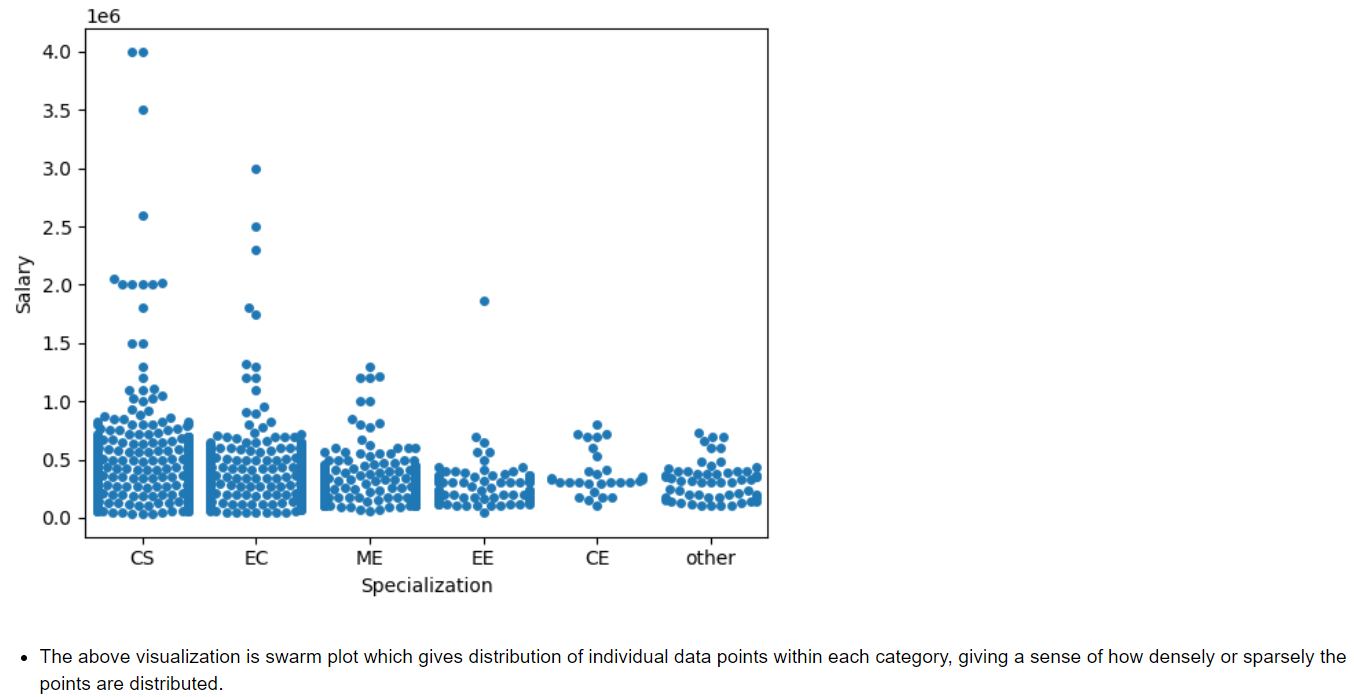 1e6
4.0
3.5
3.0
2.5
2.0
1.5
1.0
0.5
0.0
Salary
CS EC ME EE CE other
Specialization
• The above visualization is swarm plot which gives distribution of individual data points within each category, giving a sense of how densely or sparsely the
points are distributed.